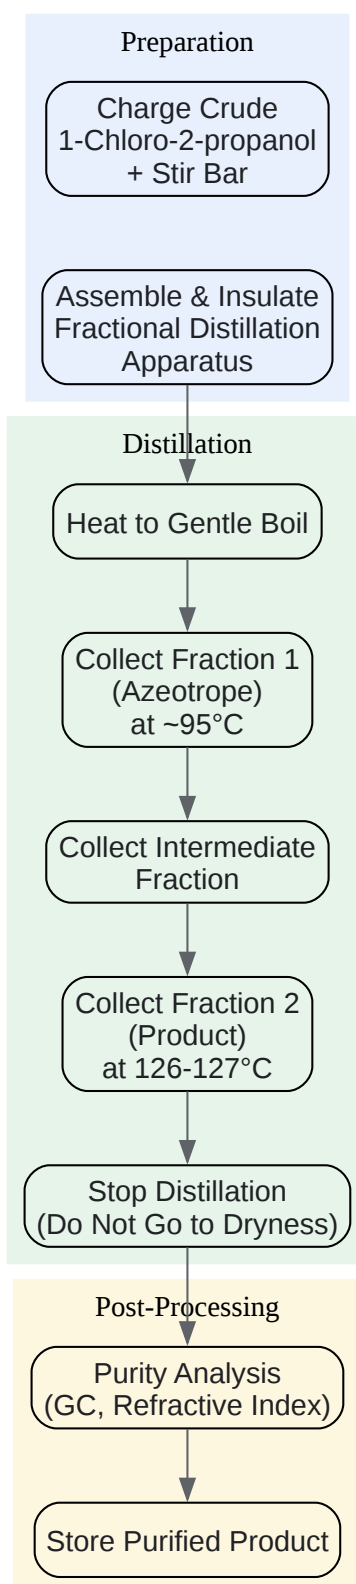 Preparation
Charge Crude
1-Chloro-2-propanol
+ Stir Bar
Assemble & Insulate
Fractional Distillation
Apparatus
Distillation
Heat to Gentle Boil
Collect Fraction 1
(Azeotrope)
at ~95°C
Collect Intermediate
Fraction
Collect Fraction 2
(Product)
at 126-127°C
Stop Distillation
(Do Not Go to Dryness)
Post-Processing
Purity Analysis
(GC, Refractive Index)
Store Purified Product